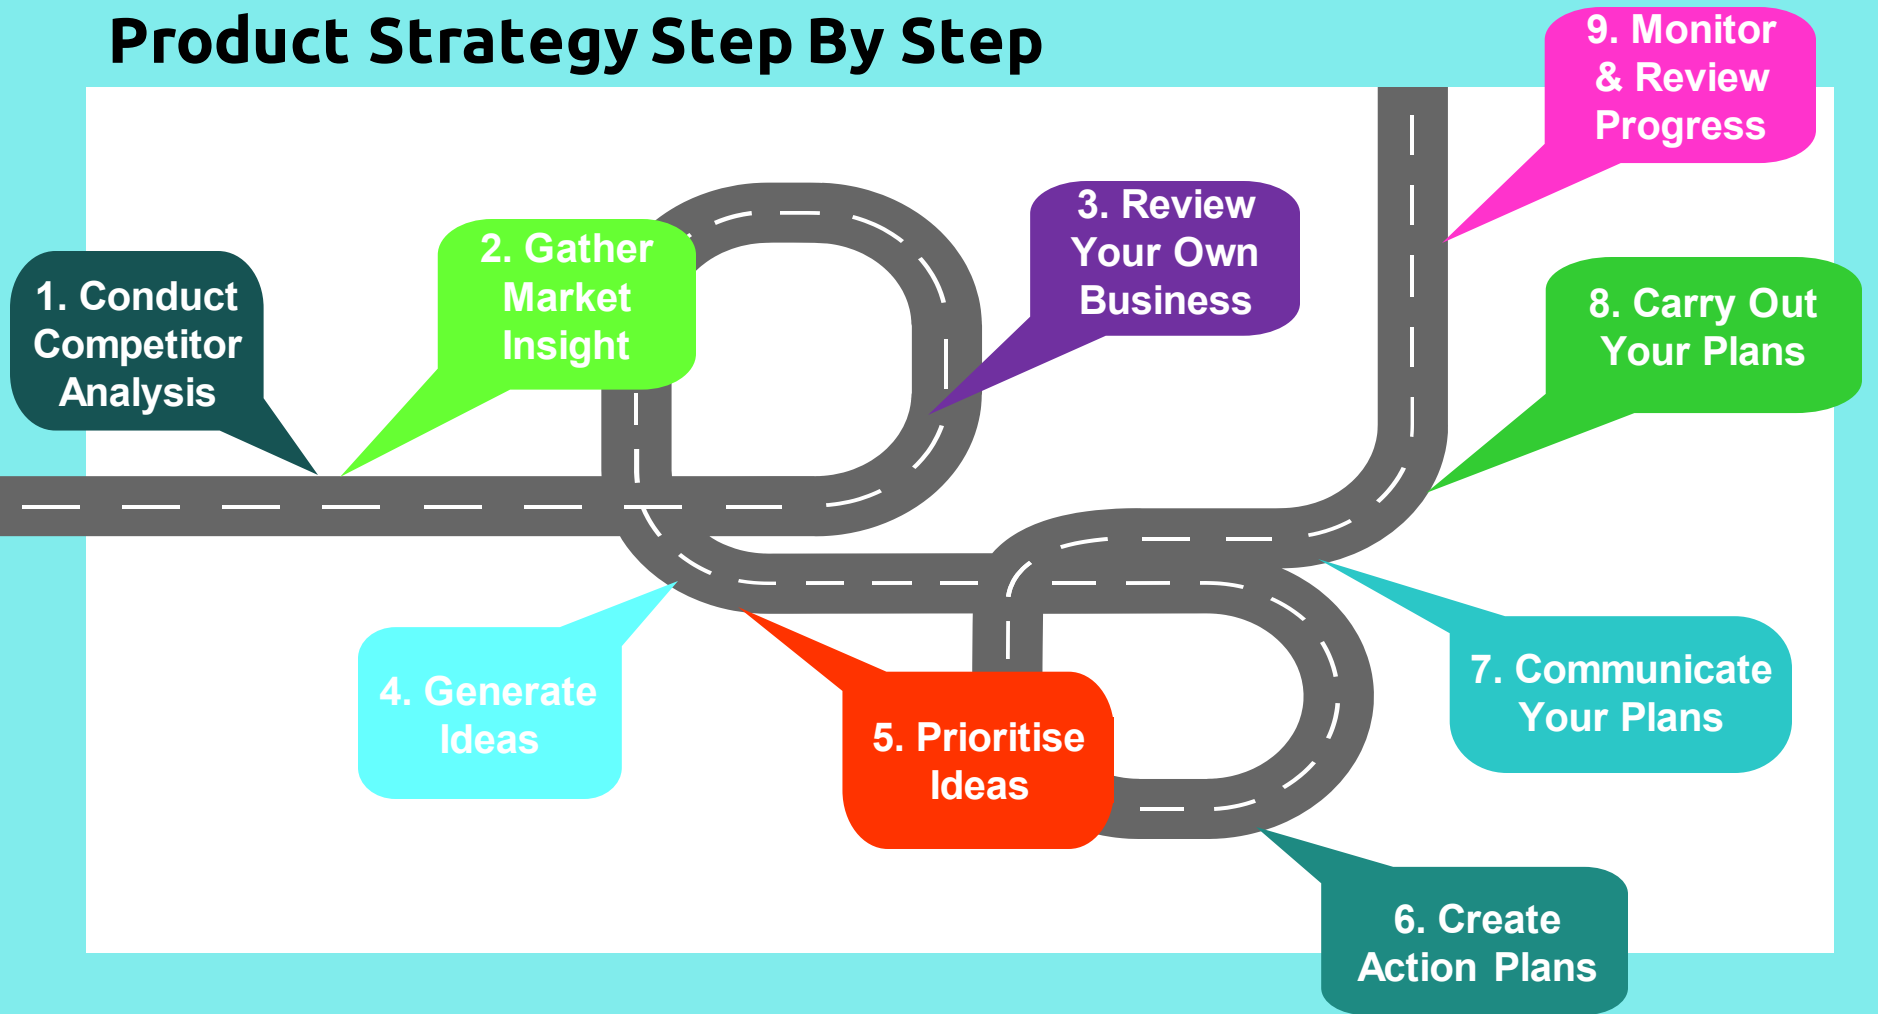 Product Strategy Step By Step
1. Conduct
Competitor
Analysis
2. Gather
Market
Insight
3. Review
Your Own
Business
4. Generate
Ideas
5. Prioritise
Ideas
6. Create
Action Plans
7. Communicate
Your Plans
8. Carry Out
Your Plans
9. Monitor
& Review
Progress